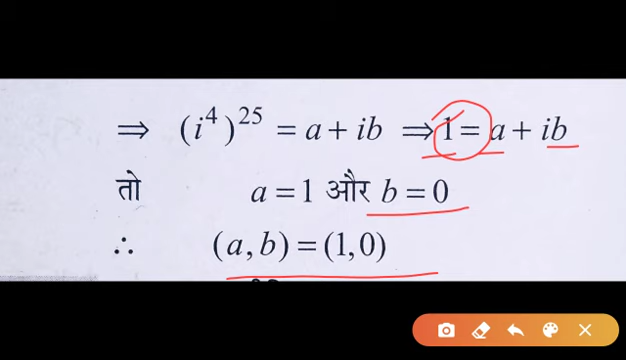 ⇒ (i⁴)²⁵ = a + ib ⇒ 1 = a + ib
तो a = 1 और b = 0
∴ (a, b) = (1, 0)